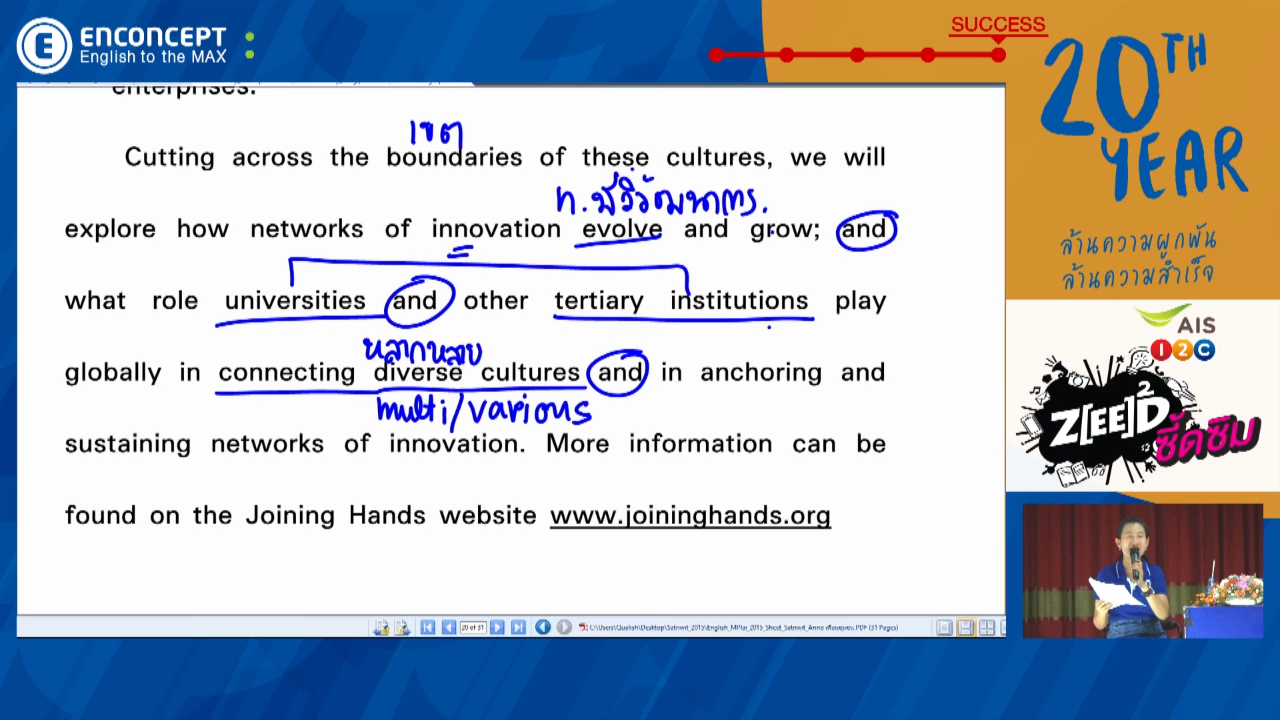 ENCONCEPT
English to the MAX
SUCCESS
20TH
YEAR
ล้านความผูกพัน
ล้านความสำเร็จ
AIS
I2C
Z[EE]D2
ซี้ดซิม
enterprises.
เขต
Cutting across the boundaries of these cultures, we will
ท. มีวิวัฒนาการ.
explore how networks of innovation evolve and grow; and
what role universities and other tertiary institutions play
หลากหลาย
globally in connecting diverse cultures and in anchoring and
multi/various
sustaining networks of innovation. More information can be
found on the Joining Hands website www.joininghands.org
20 of 31